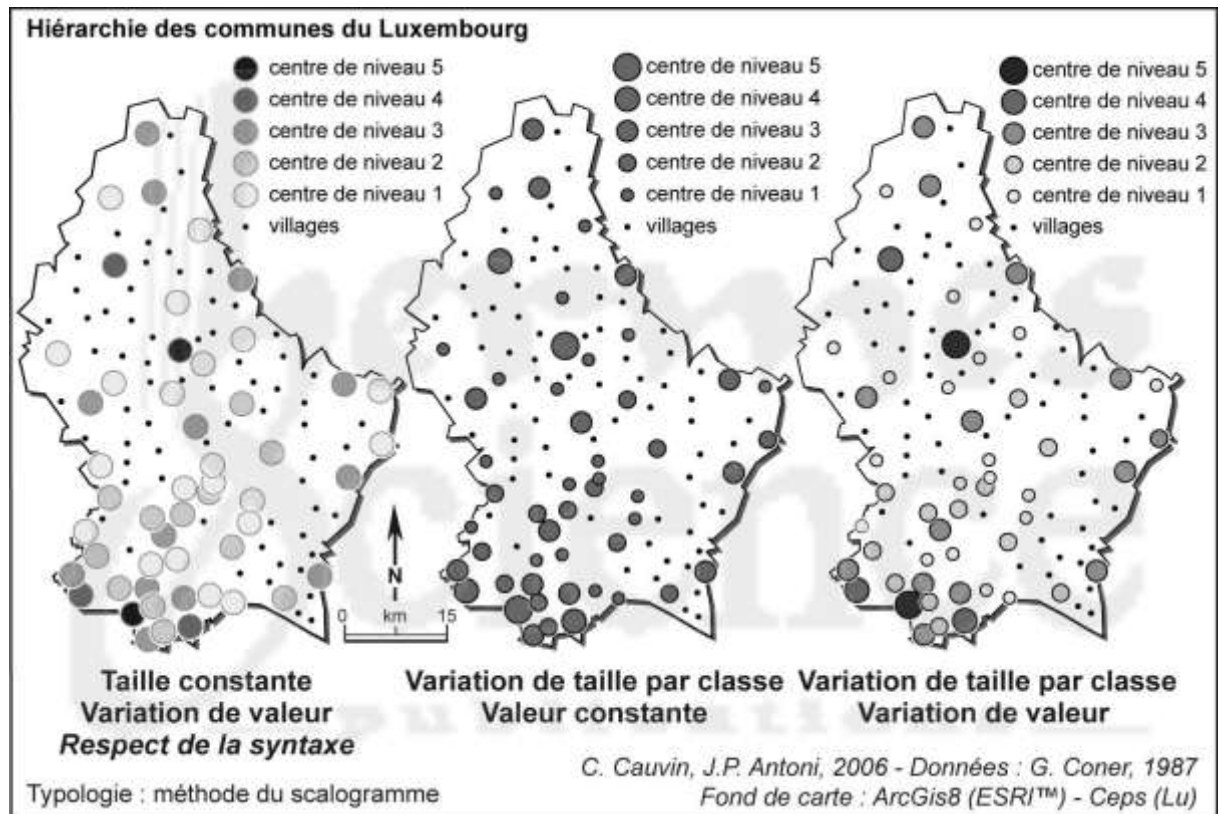 Hiérarchie des communes du Luxembourg
centre de niveau 5
centre de niveau 4
centre de niveau 3
centre de niveau 2
centre de niveau 1
villages
centre de niveau 5
centre de niveau 4
centre de niveau 3
centre de niveau 2
centre de niveau 1
villages
centre de niveau 5
centre de niveau 4
centre de niveau 3
centre de niveau 2
centre de niveau 1
villages
N
0 km 15
Taille constante
Variation de valeur
Respect de la syntaxe
Variation de taille par classe
Valeur constante
Variation de taille par classe
Variation de valeur
C. Cauvin, J.P. Antoni, 2006 - Données : G. Coner, 1987
Typologie : méthode du scalogramme
Fond de carte : ArcGis8 (ESRI™) - Ceps (Lu)